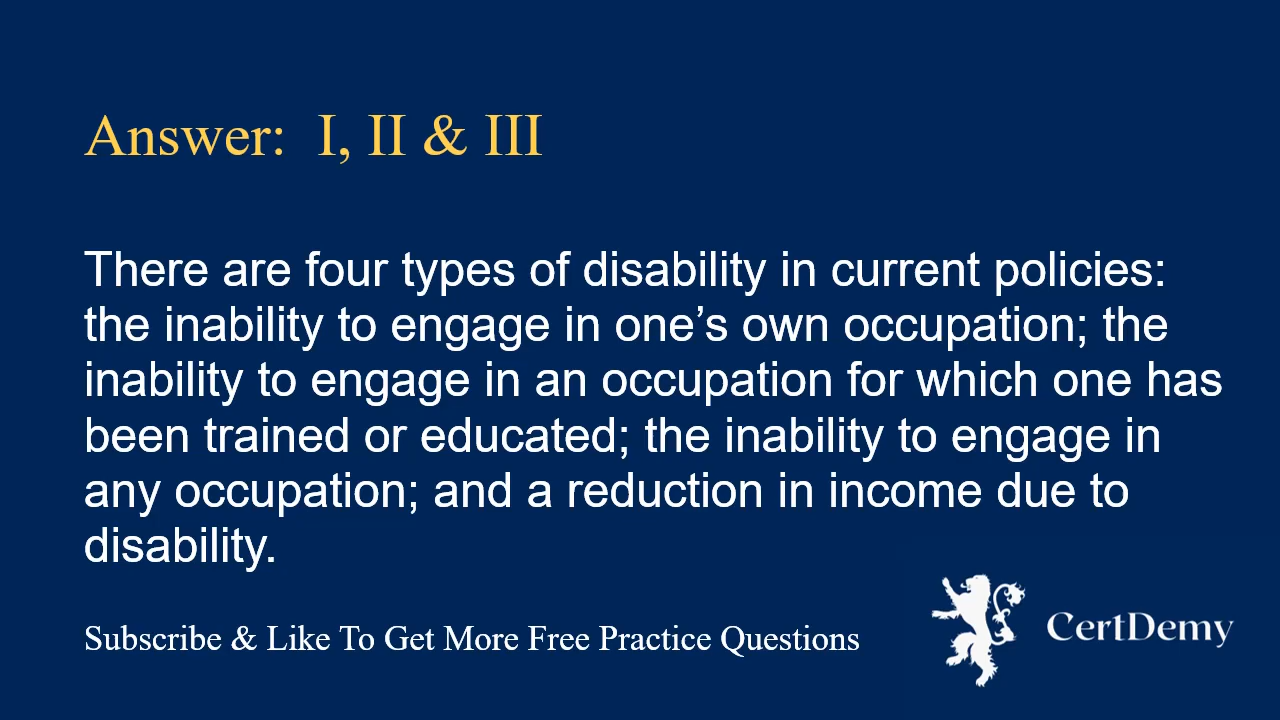 Answer:  I, II & III
There are four types of disability in current policies:
the inability to engage in one’s own occupation; the
inability to engage in an occupation for which one has
been trained or educated; the inability to engage in
any occupation; and a reduction in income due to
disability.
Subscribe & Like To Get More Free Practice Questions
CertDemy